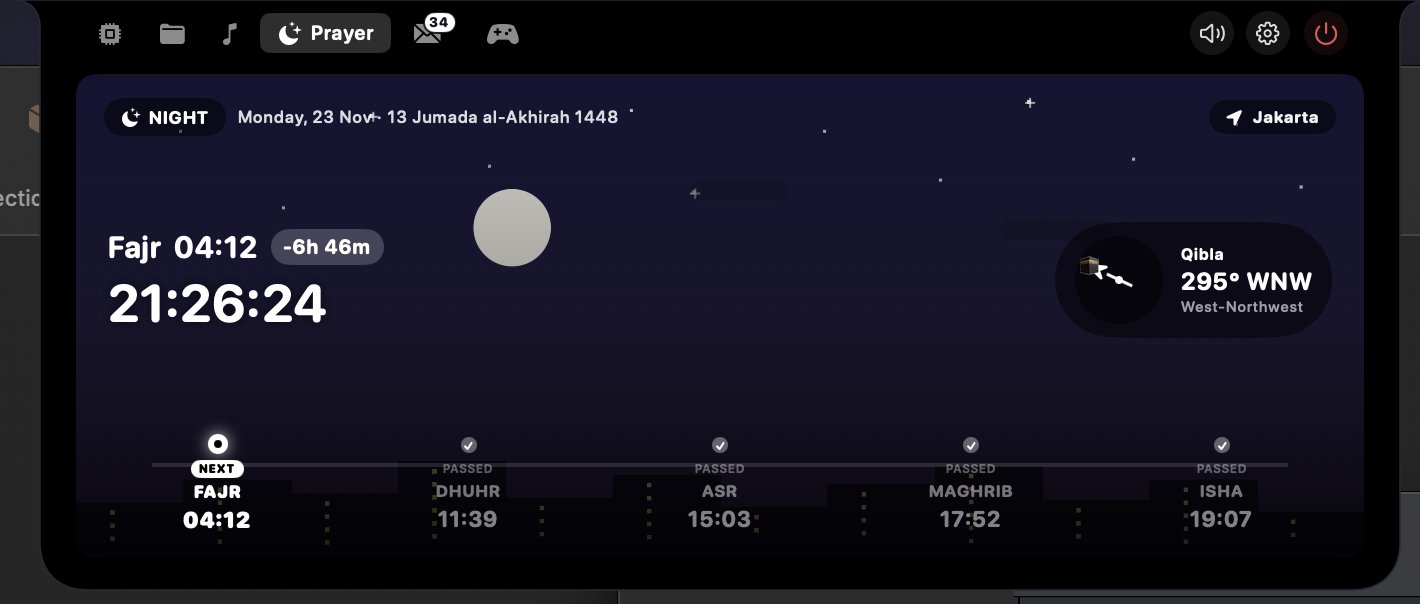 Prayer
34
NIGHT
Monday, 23 Nov · 13 Jumada al-Akhirah 1448
Jakarta
Fajr 04:12 -6h 46m
21:26:24
Qibla
295° WNW
West-Northwest
NEXT
FAJR
04:12
PASSED
DHUHR
11:39
PASSED
ASR
15:03
PASSED
MAGHRIB
17:52
PASSED
ISHA
19:07